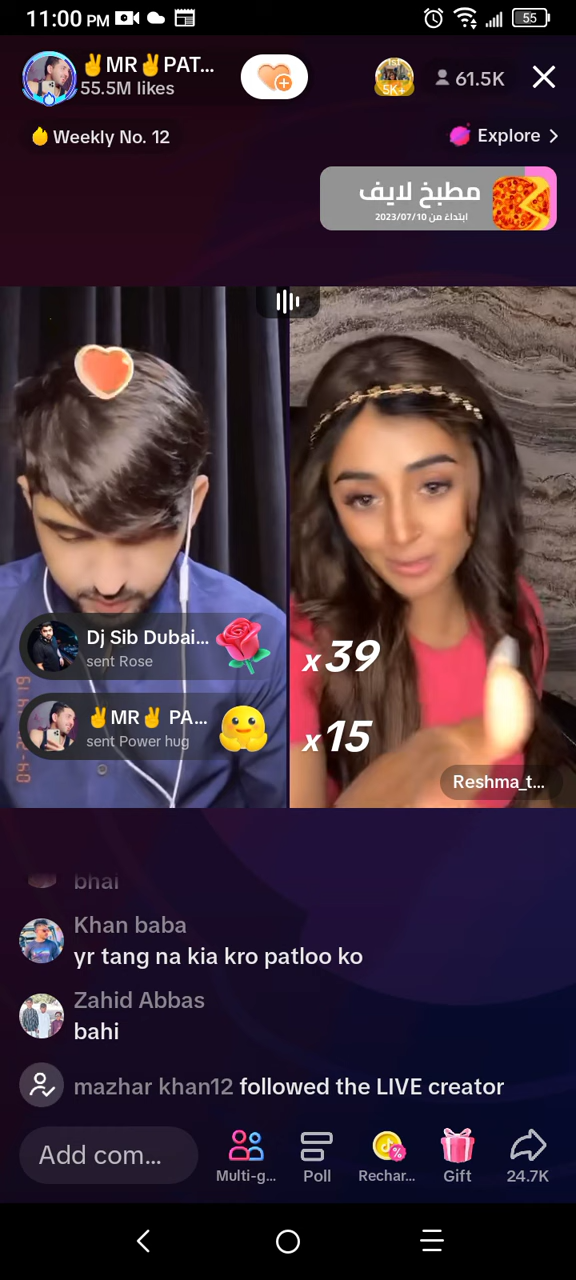 11:00 PM
55
✌MR✌PAT...
55.5M likes
1st
5K+
61.5K
Weekly No. 12
Explore
مطبخ لايف
ابتداءً من 2023/07/10
Dj Sib Dubai...
sent Rose
x39
✌MR✌ PA...
sent Power hug
x15
Reshma_t...
bhai
Khan baba
yr tang na kia kro patloo ko
Zahid Abbas
bahi
mazhar khan12 followed the LIVE creator
Add com...
Multi-g...
Poll
Rechar...
Gift
24.7K